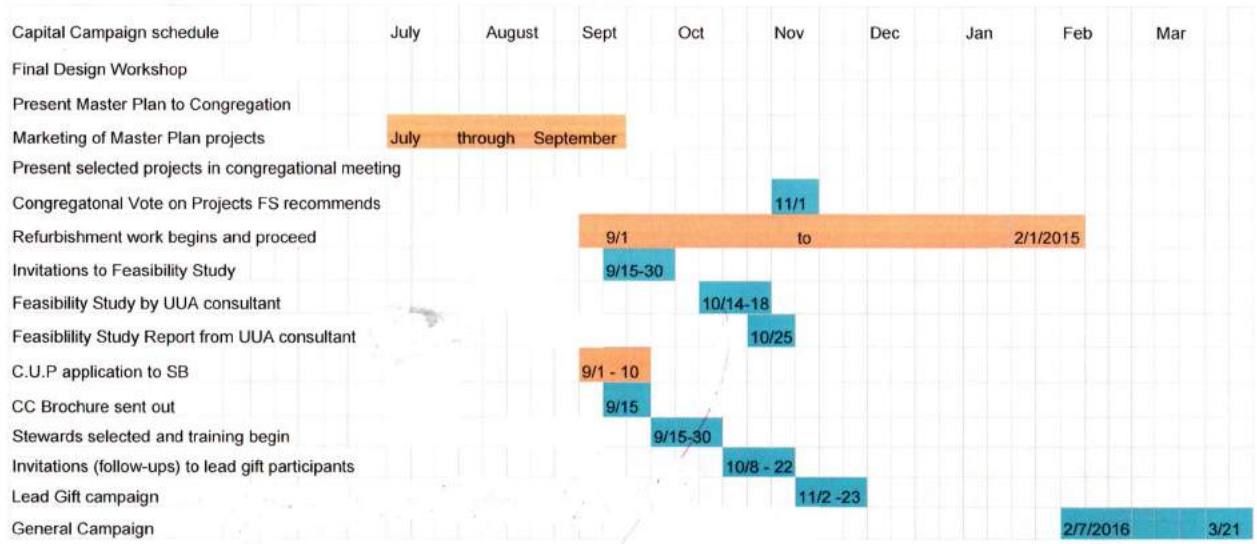 Capital Campaign schedule July August Sept Oct Nov Dec Jan Feb Mar
Final Design Workshop
Present Master Plan to Congregation
Marketing of Master Plan projects July through September
Present selected projects in congregational meeting
Congregatonal Vote on Projects FS recommends 11/1
Refurbishment work begins and proceed 9/1 to 2/1/2015
Invitations to Feasibility Study 9/15-30
Feasibility Study by UUA consultant 10/14-18
Feasiblility Study Report from UUA consultant 10/25
C.U.P application to SB 9/1 - 10
CC Brochure sent out 9/15
Stewards selected and training begin 9/15-30
Invitations (follow-ups) to lead gift participants 10/8 - 22
Lead Gift campaign 11/2 -23
General Campaign 2/7/2016 3/21